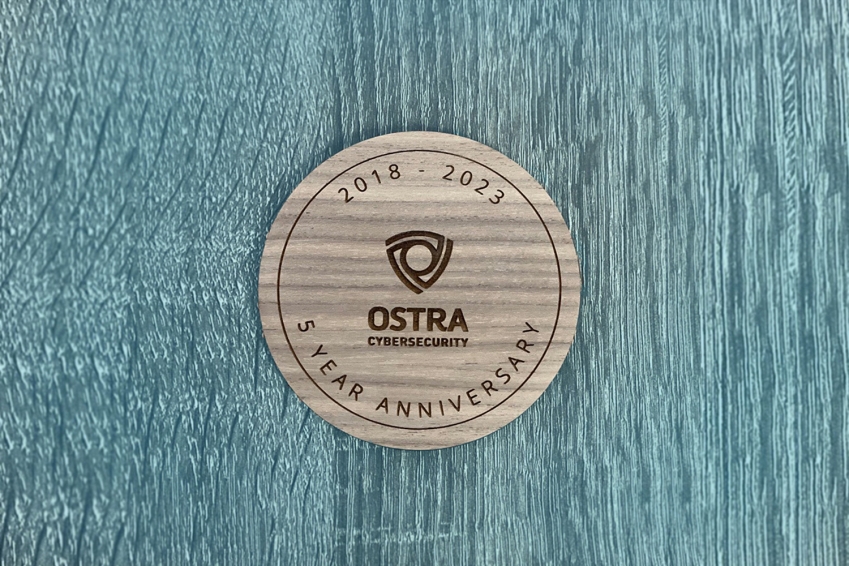 2018 - 2023
OSTRA
CYBERSECURITY
5 YEAR ANNIVERSARY